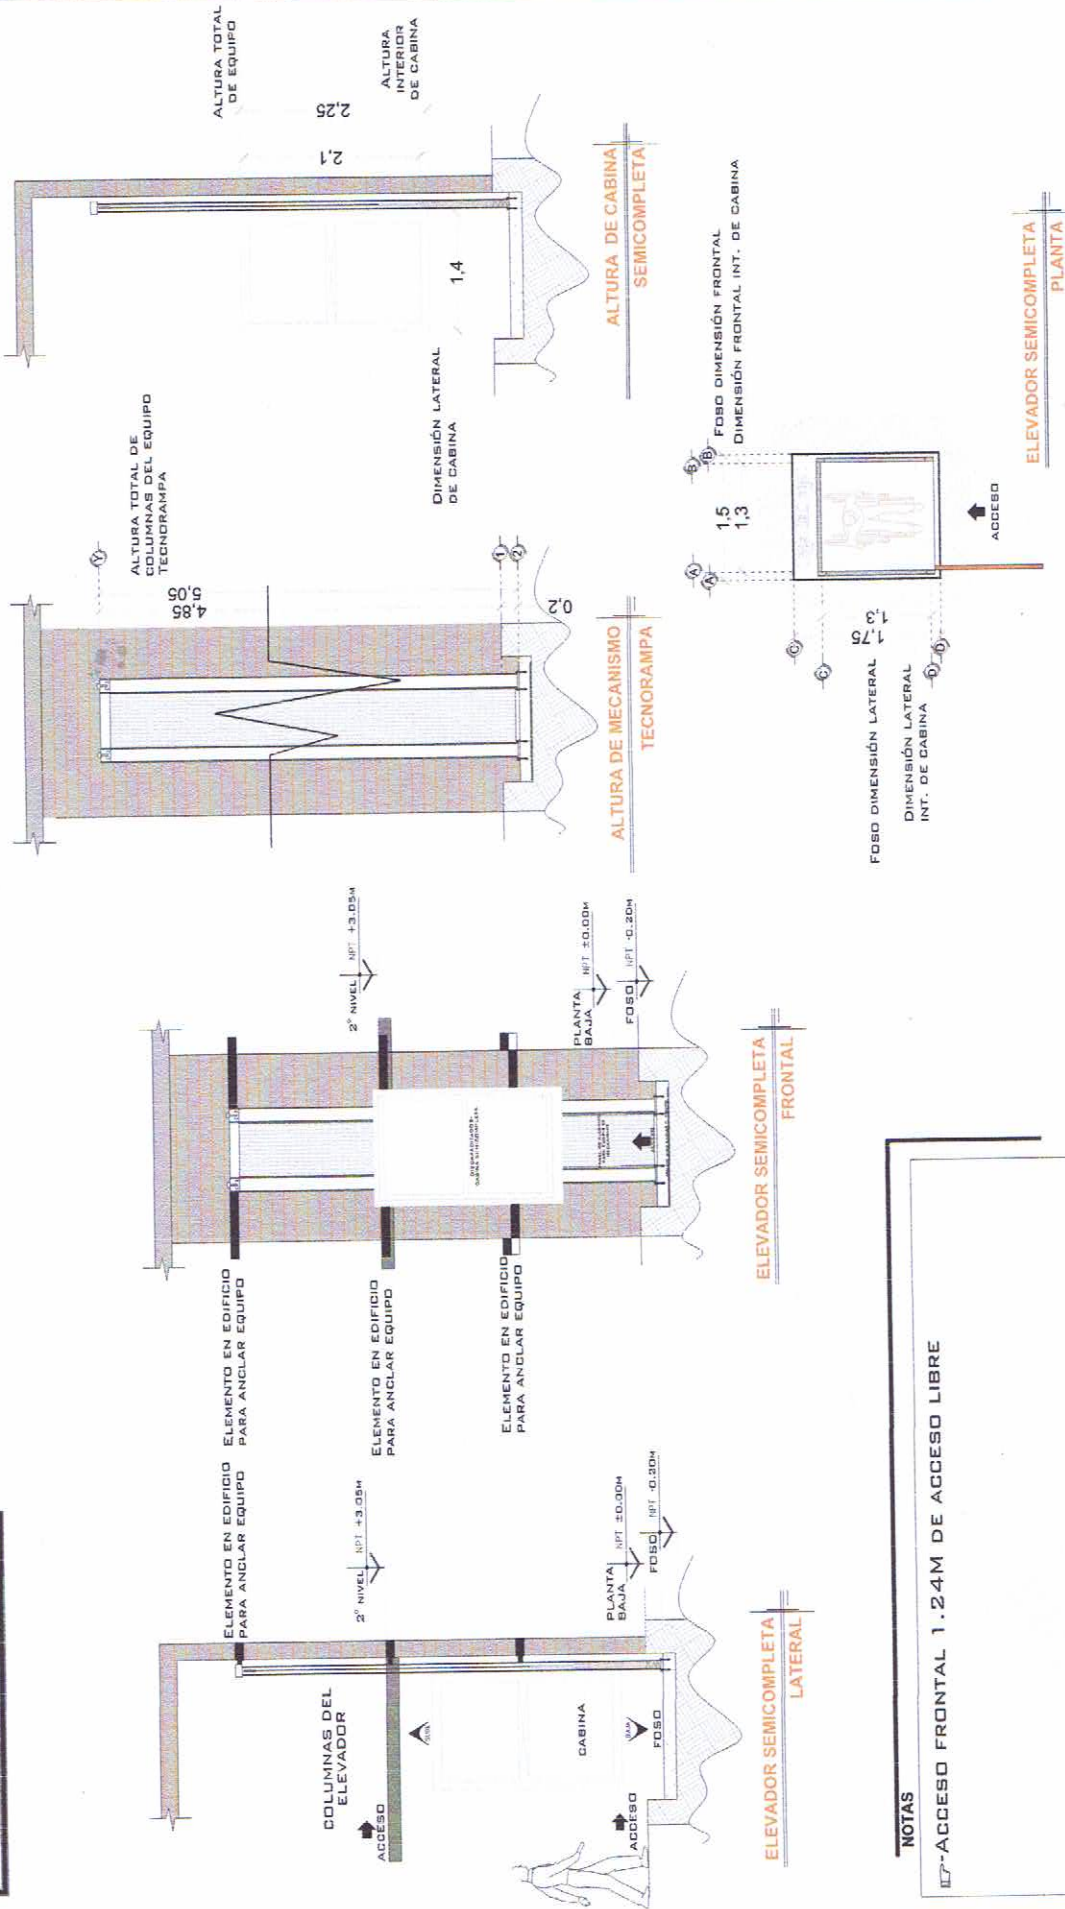 ELEMENTO EN EDIFICIO
PARA ANCLAR EQUIPO
COLUMNAS DEL
ELEVADOR
ACCESO
2° NIVEL NPT +3.05M
SUBE
CABINA
BAJA
FOSO
ACCESO
PLANTA
BAJA NPT ±0.00M
FOSO NPT -0.20M
ELEVADOR SEMICOMPLETA
LATERAL
ELEMENTO EN EDIFICIO
PARA ANCLAR EQUIPO
ELEMENTO EN EDIFICIO
PARA ANCLAR EQUIPO
ELEMENTO EN EDIFICIO
PARA ANCLAR EQUIPO
2° NIVEL NPT +3.05M
PLANTA
BAJA NPT ±0.00M
FOSO NPT -0.20M
ELEVADOR SEMICOMPLETA
FRONTAL
Y
ALTURA TOTAL DE
COLUMNAS DEL EQUIPO
TECNORAMPA
4,85
5,05
1
2
0,2
ALTURA DE MECANISMO
TECNORAMPA
ALTURA TOTAL
DE EQUIPO
ALTURA
INTERIOR
DE CABINA
2,1
2,25
1,4
DIMENSIÓN LATERAL
DE CABINA
ALTURA DE CABINA
SEMICOMPLETA
FOSO DIMENSIÓN FRONTAL
DIMENSIÓN FRONTAL INT. DE CABINA
A
A
1,5
1,3
B
B
C
C
1,75
1,3
D
D
FOSO DIMENSIÓN LATERAL
DIMENSIÓN LATERAL
INT. DE CABINA
ACCESO
ELEVADOR SEMICOMPLETA
PLANTA
NOTAS
-ACCESO FRONTAL 1.24M DE ACCESO LIBRE